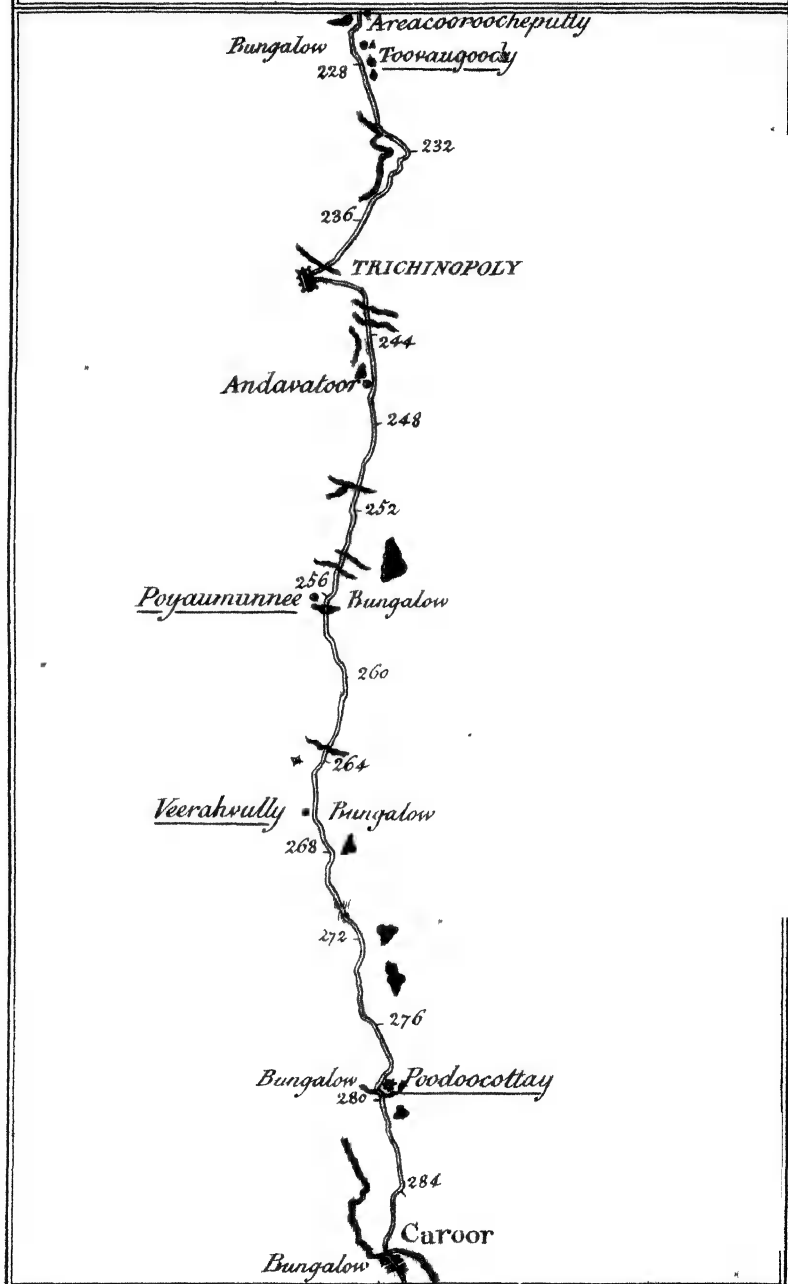 Areacooroocheputty
Bungalow Toovaugoody
228
232
236
TRICHINOPOLY
244
Andavatoor
248
252
256
Poyaumunnee Bungalow
260
264
Veerahvully Bungalow
268
272
276
Bungalow Poodoocottay
280
284
Caroor
Bungalow